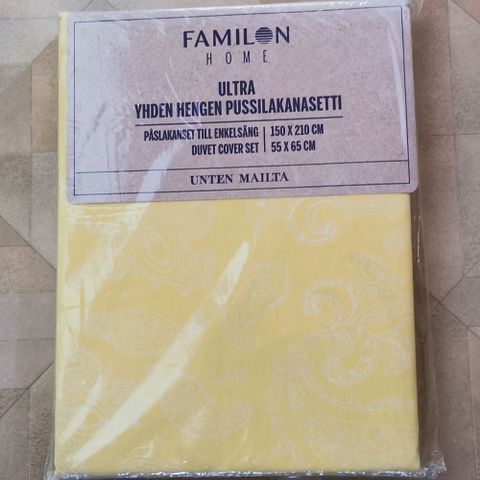 FAMILON
HOME
ULTRA
YHDEN HENGEN PUSSILAKANASETTI
PÅSLAKANSET TILL ENKELSÄNG 150 X 210 CM
DUVET COVER SET 55 X 65 CM
UNTEN MAILTA